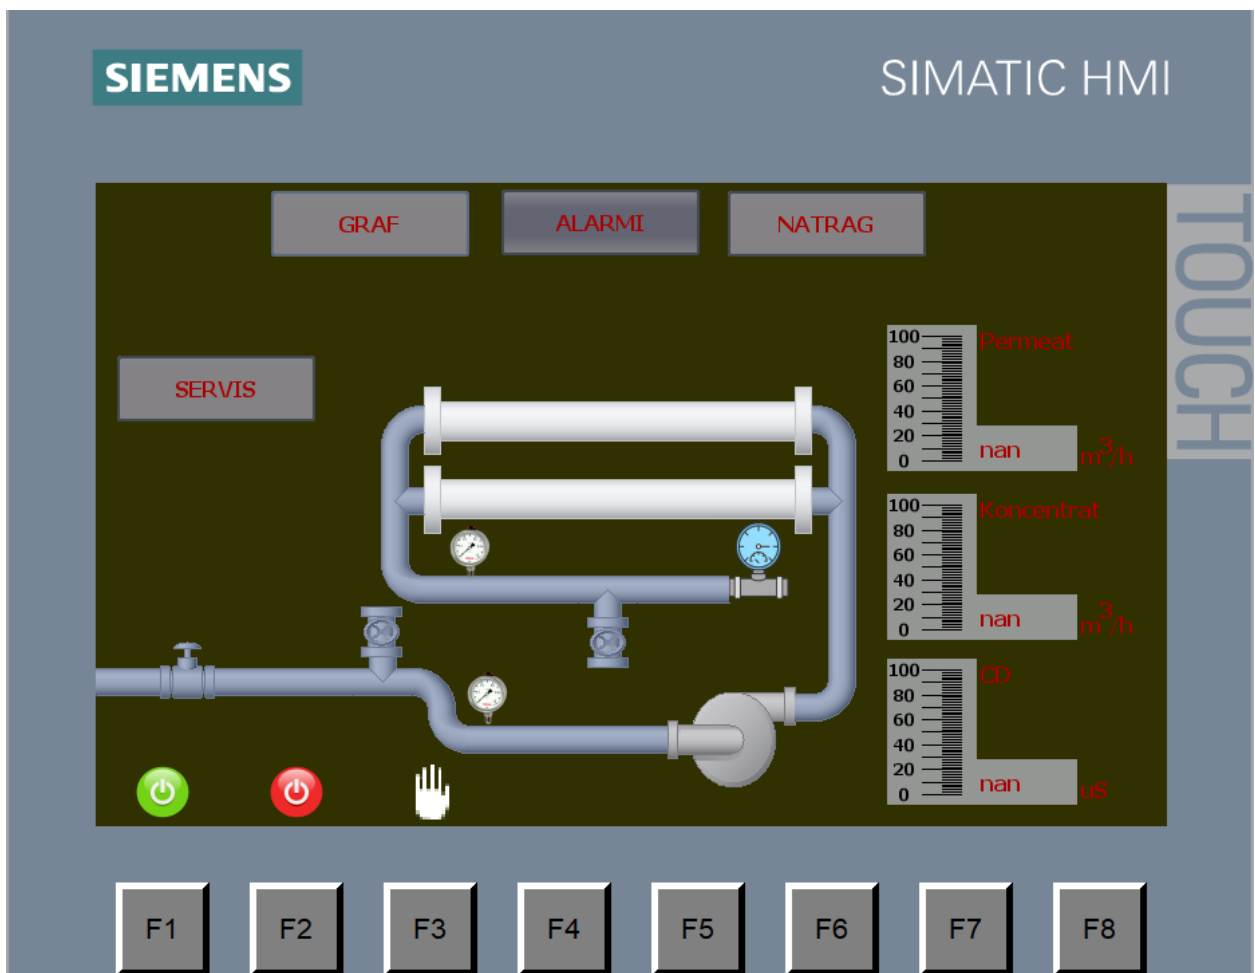 SIEMENS
SIMATIC HMI
TOUCH
GRAF
ALARMI
NATRAG
SERVIS
100
80
60
40
20
0
Permeat
nan
m³/h
100
80
60
40
20
0
Koncentrat
nan
m³/h
100
80
60
40
20
0
CD
nan
uS
F1
F2
F3
F4
F5
F6
F7
F8